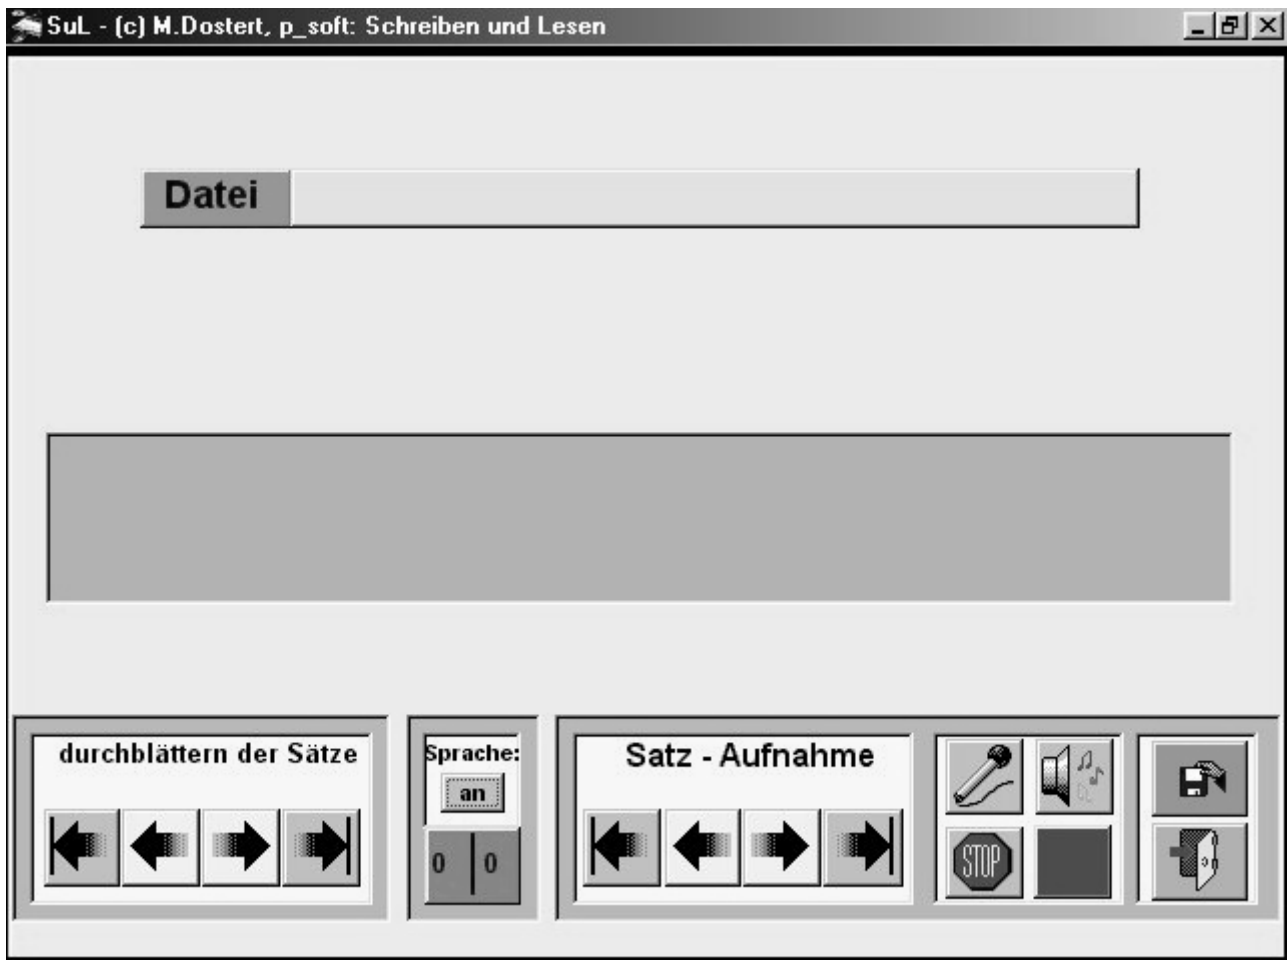 SuL - (c) M.Dostert, p_soft: Schreiben und Lesen
Datei
durchblättern der Sätze
Sprache:
an
0 0
Satz - Aufnahme
STOP